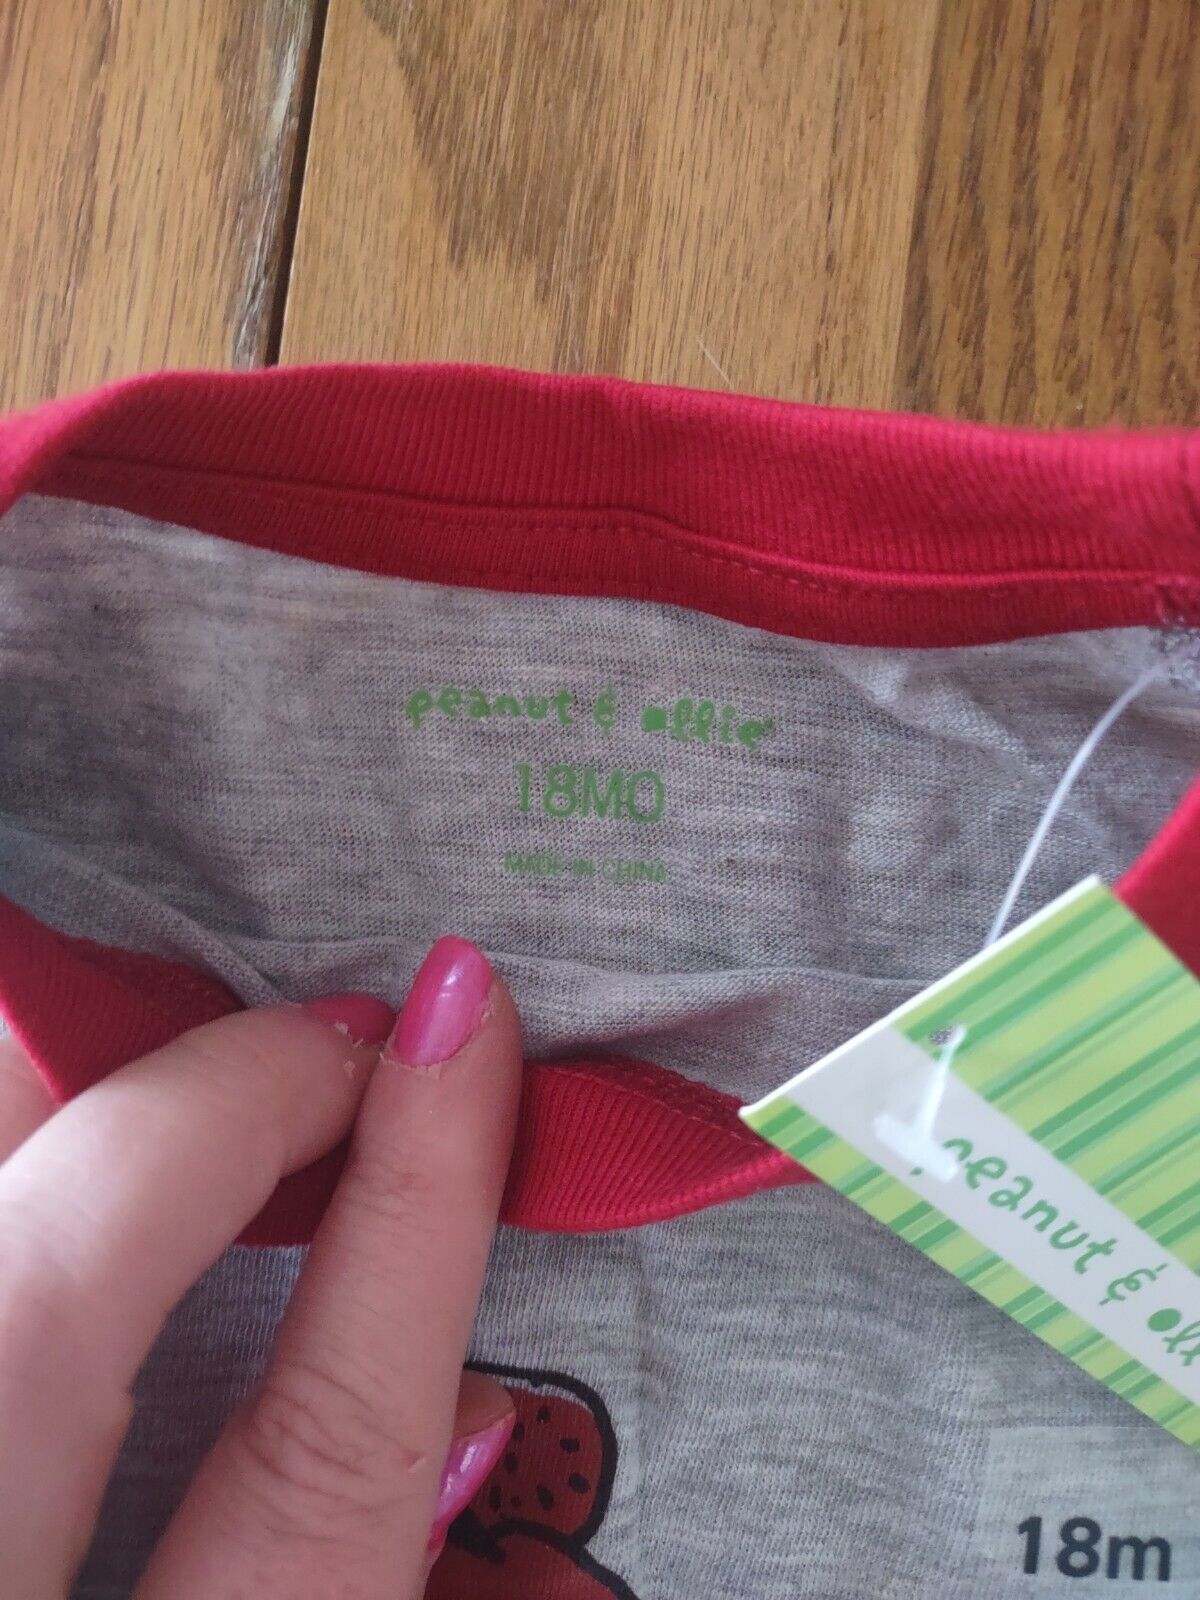 peanut & ollie
18MO
MADE IN CHINA
peanut & oll
18m